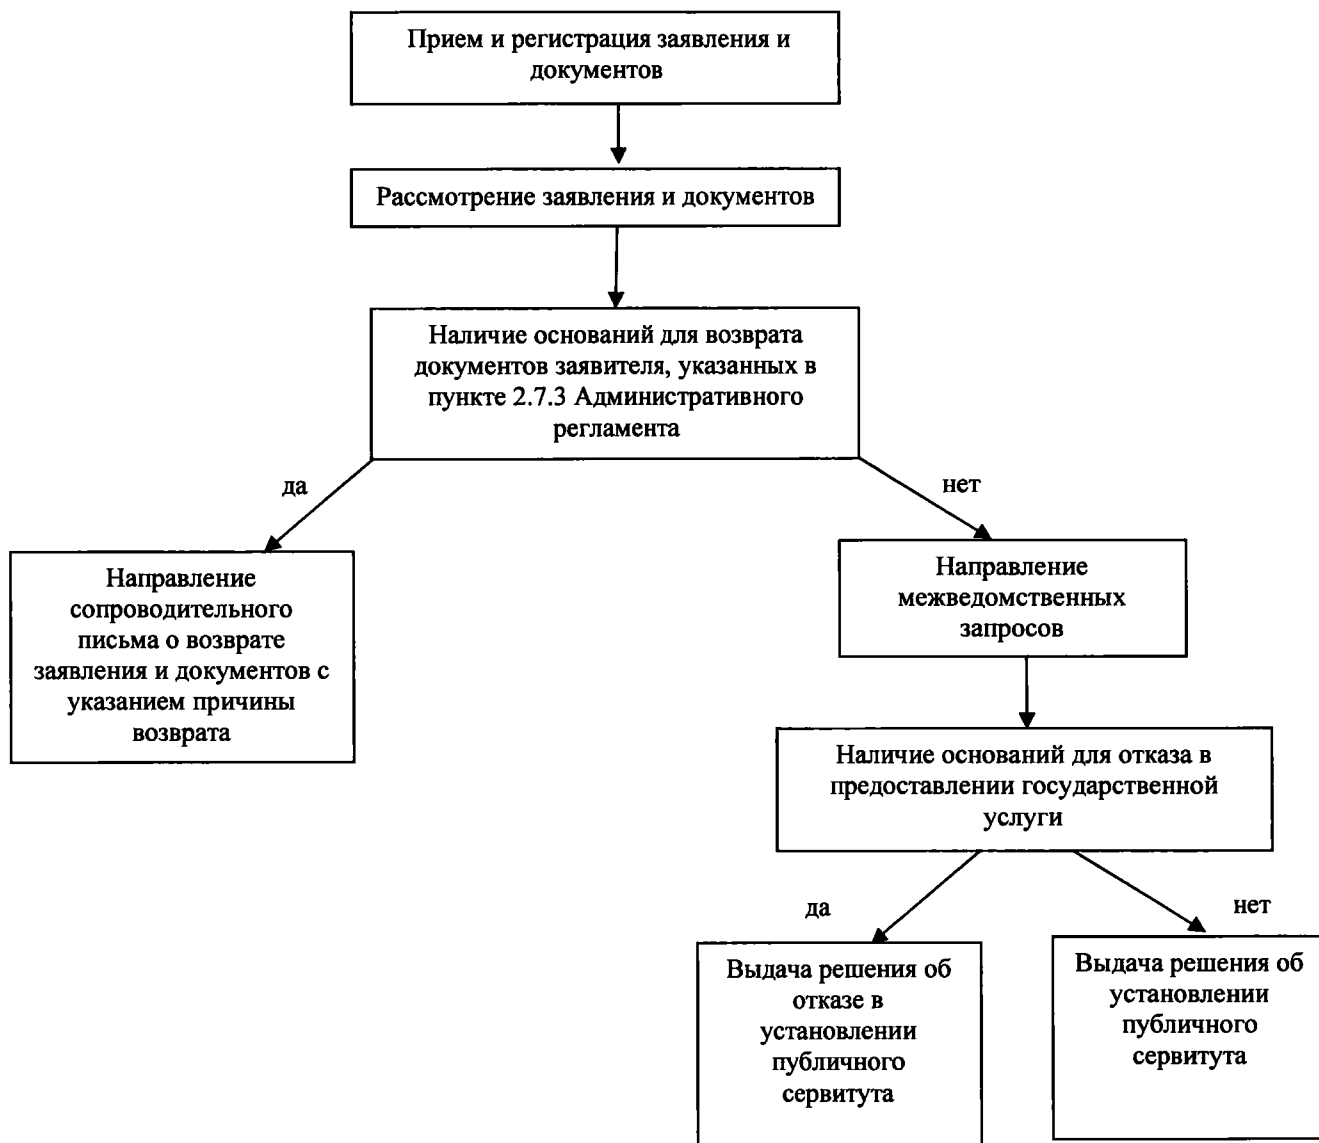 Прием и регистрация заявления и
документов
Рассмотрение заявления и документов
Наличие оснований для возврата
документов заявителя, указанных в
пункте 2.7.3 Административного
регламента
да
нет
Направление
сопроводительного
письма о возврате
заявления и документов с
указанием причины
возврата
Направление
межведомственных
запросов
Наличие оснований для отказа в
предоставлении государственной
услуги
да
нет
Выдача решения об
отказе в
установлении
публичного
сервитута
Выдача решения об
установлении
публичного
сервитута